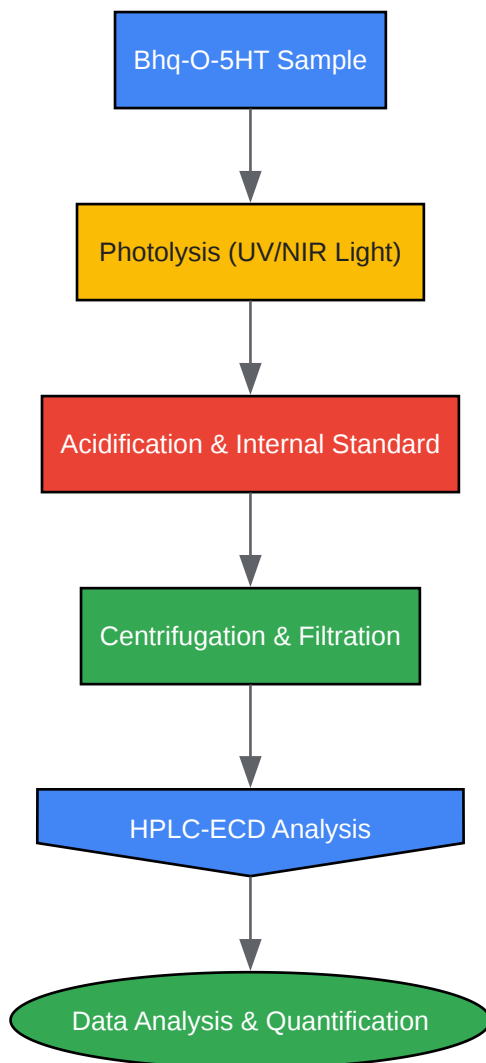 Bhq-O-5HT Sample
Photolysis (UV/NIR Light)
Acidification & Internal Standard
Centrifugation & Filtration
HPLC-ECD Analysis
Data Analysis & Quantification